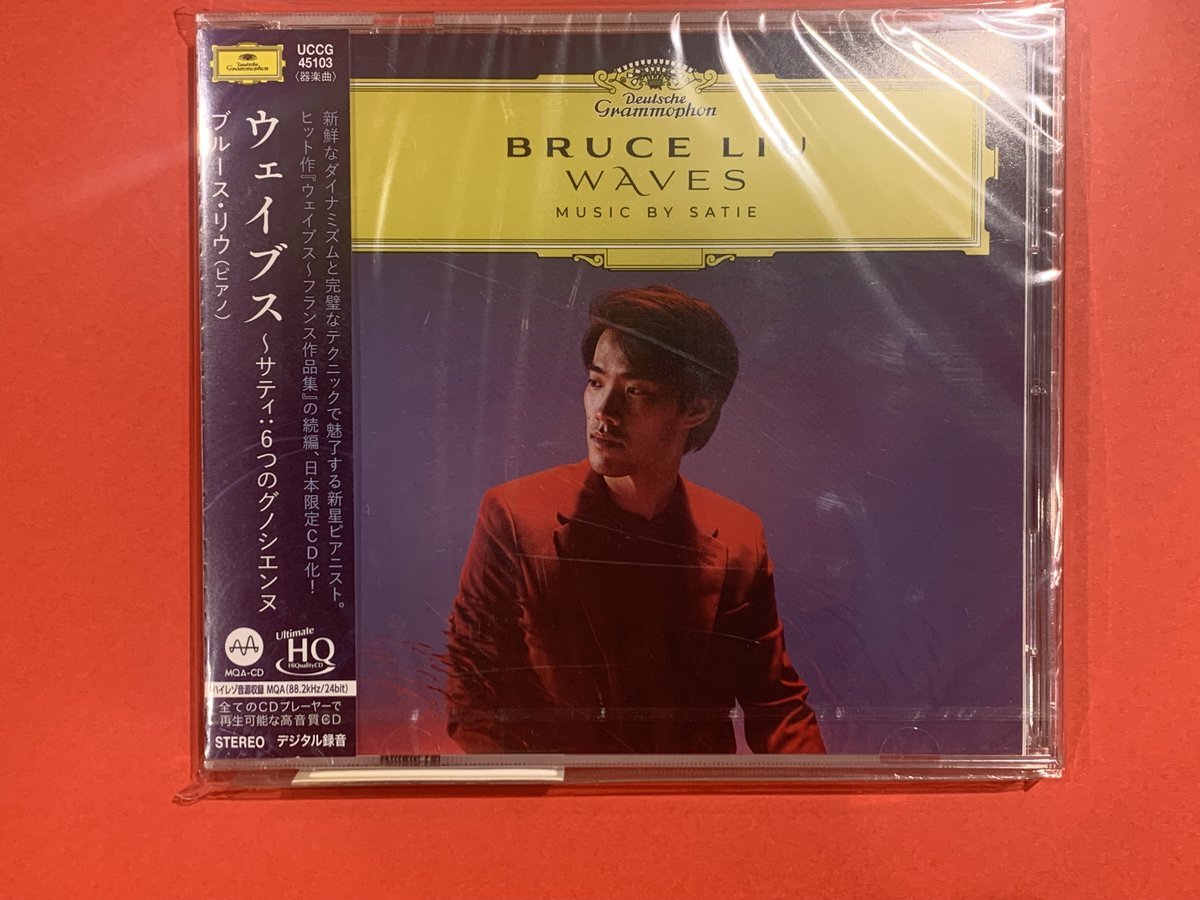 Deutsche
Grammophon
UCCG
45103
〈器楽曲〉
新鮮なダイナミズムと完璧なテクニックで魅了する新星ピアニスト。
ヒット作『ウェイブス～フランス作品集』の続編、日本限定CD化！
ウェイブス～サティ：6つのグノシエンヌ
ブルース・リウ（ピアノ）
MQA-CD
Ultimate
HQ
HiQualityCD
ハイレゾ音源収録 MQA(88.2kHz/24bit)
全てのCDプレーヤーで
再生可能な高音質CD
STEREO デジタル録音
Deutsche
Grammophon
BRUCE LIU
WAVES
MUSIC BY SATIE